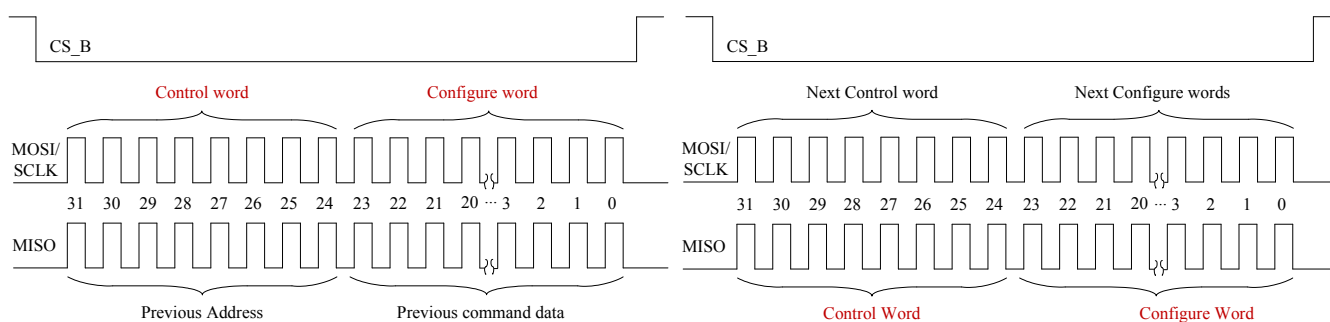 CS_B
CS_B
Control word Configure word
Next Control word Next Configure words
MOSI/
SCLK
MOSI/
SCLK
31 30 29 28 27 26 25 24 23 22 21 20 ··· 3 2 1 0
31 30 29 28 27 26 25 24 23 22 21 20 ··· 3 2 1 0
MISO
MISO
Previous Address Previous command data
Control Word Configure Word